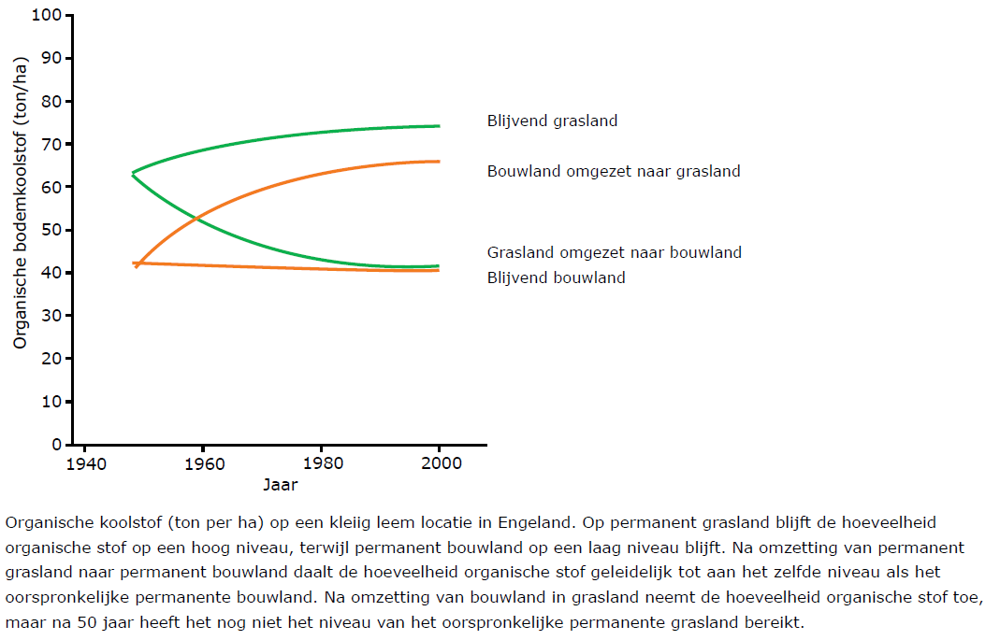 100
90
80
70
60
50
40
30
20
10
0
Organische bodemkoolstof (ton/ha)
1940 1960 1980 2000
Jaar
Blijvend grasland
Bouwland omgezet naar grasland
Grasland omgezet naar bouwland
Blijvend bouwland
Organische koolstof (ton per ha) op een kleiig leem locatie in Engeland. Op permanent grasland blijft de hoeveelheid
organische stof op een hoog niveau, terwijl permanent bouwland op een laag niveau blijft. Na omzetting van permanent
grasland naar permanent bouwland daalt de hoeveelheid organische stof geleidelijk tot aan het zelfde niveau als het
oorspronkelijke permanente bouwland. Na omzetting van bouwland in grasland neemt de hoeveelheid organische stof toe,
maar na 50 jaar heeft het nog niet het niveau van het oorspronkelijke permanente grasland bereikt.